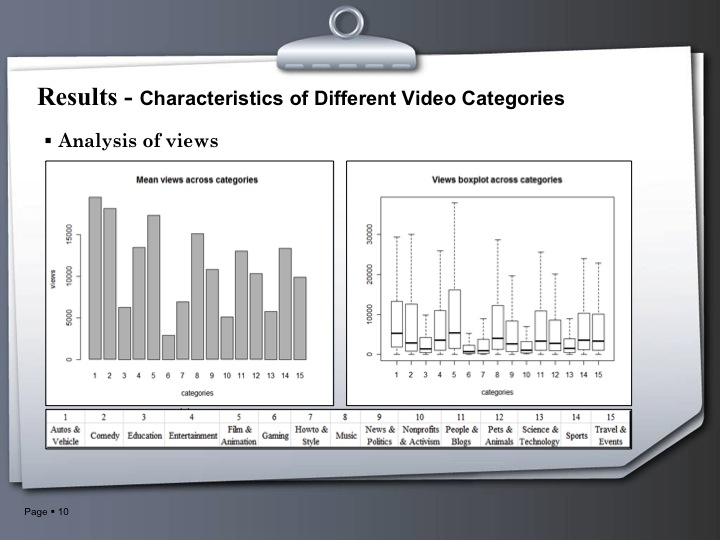 Results - Characteristics of Different Video Categories
▪ Analysis of views
Mean views across categories
views
15000
10000
5000
0
1 2 3 4 5 6 7 8 9 10 11 12 13 14 15
categories
Views boxplot across categories
30000
20000
10000
0
1 2 3 4 5 6 7 8 9 10 11 12 13 14 15
categories
1 2 3 4 5 6 7 8 9 10 11 12 13 14 15
Autos & Vehicle Comedy Education Entertainment Film & Animation Gaming Howto & Style Music News & Politics Nonprofits & Activism People & Blogs Pets & Animals Science & Technology Sports Travel & Events
Page ▪ 10